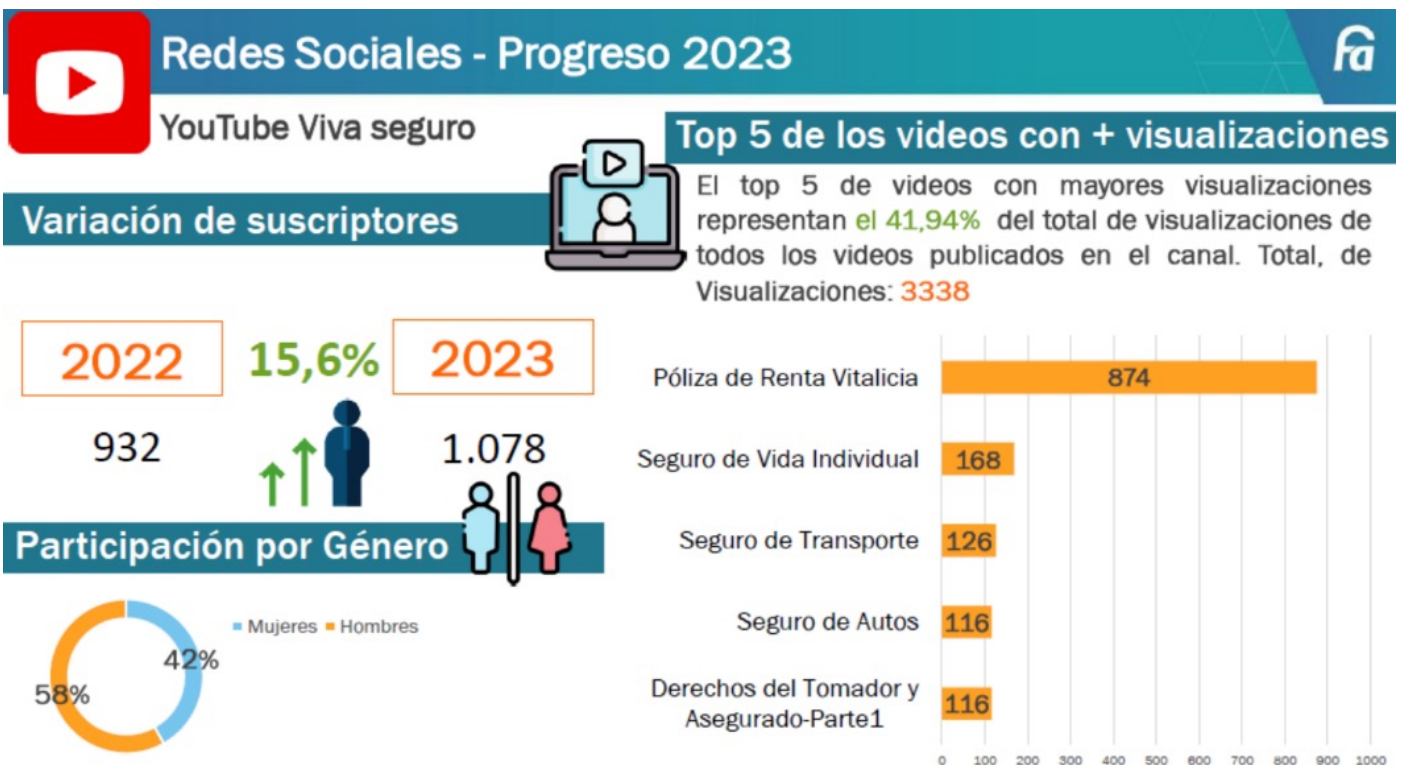 Redes Sociales - Progreso 2023
fa
YouTube Viva seguro
Variación de suscriptores
2022
15,6%
2023
932
1.078
Participación por Género
Mujeres
Hombres
42%
58%
Top 5 de los videos con + visualizaciones
El top 5 de videos con mayores visualizaciones
representan el 41,94% del total de visualizaciones de
todos los videos publicados en el canal. Total, de
Visualizaciones: 3338
Póliza de Renta Vitalicia
874
Seguro de Vida Individual
168
Seguro de Transporte
126
Seguro de Autos
116
Derechos del Tomador y
Asegurado-Parte1
116
0 100 200 300 400 500 600 700 800 900 1000